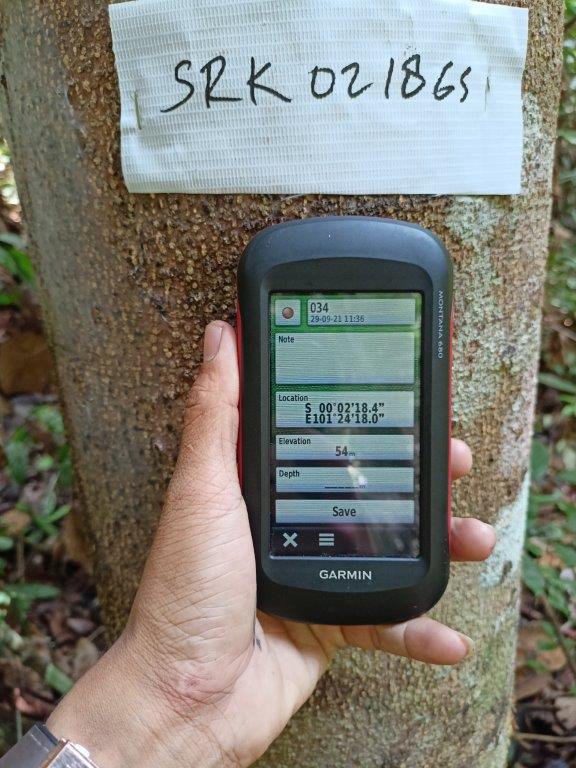 SRK 02186S
MONTANA 680
034
29-09-21 11:36
Note
Location
S 00°02'18.4"
E101°24'18.0"
Elevation
54m
Depth
_______m
Save
GARMIN